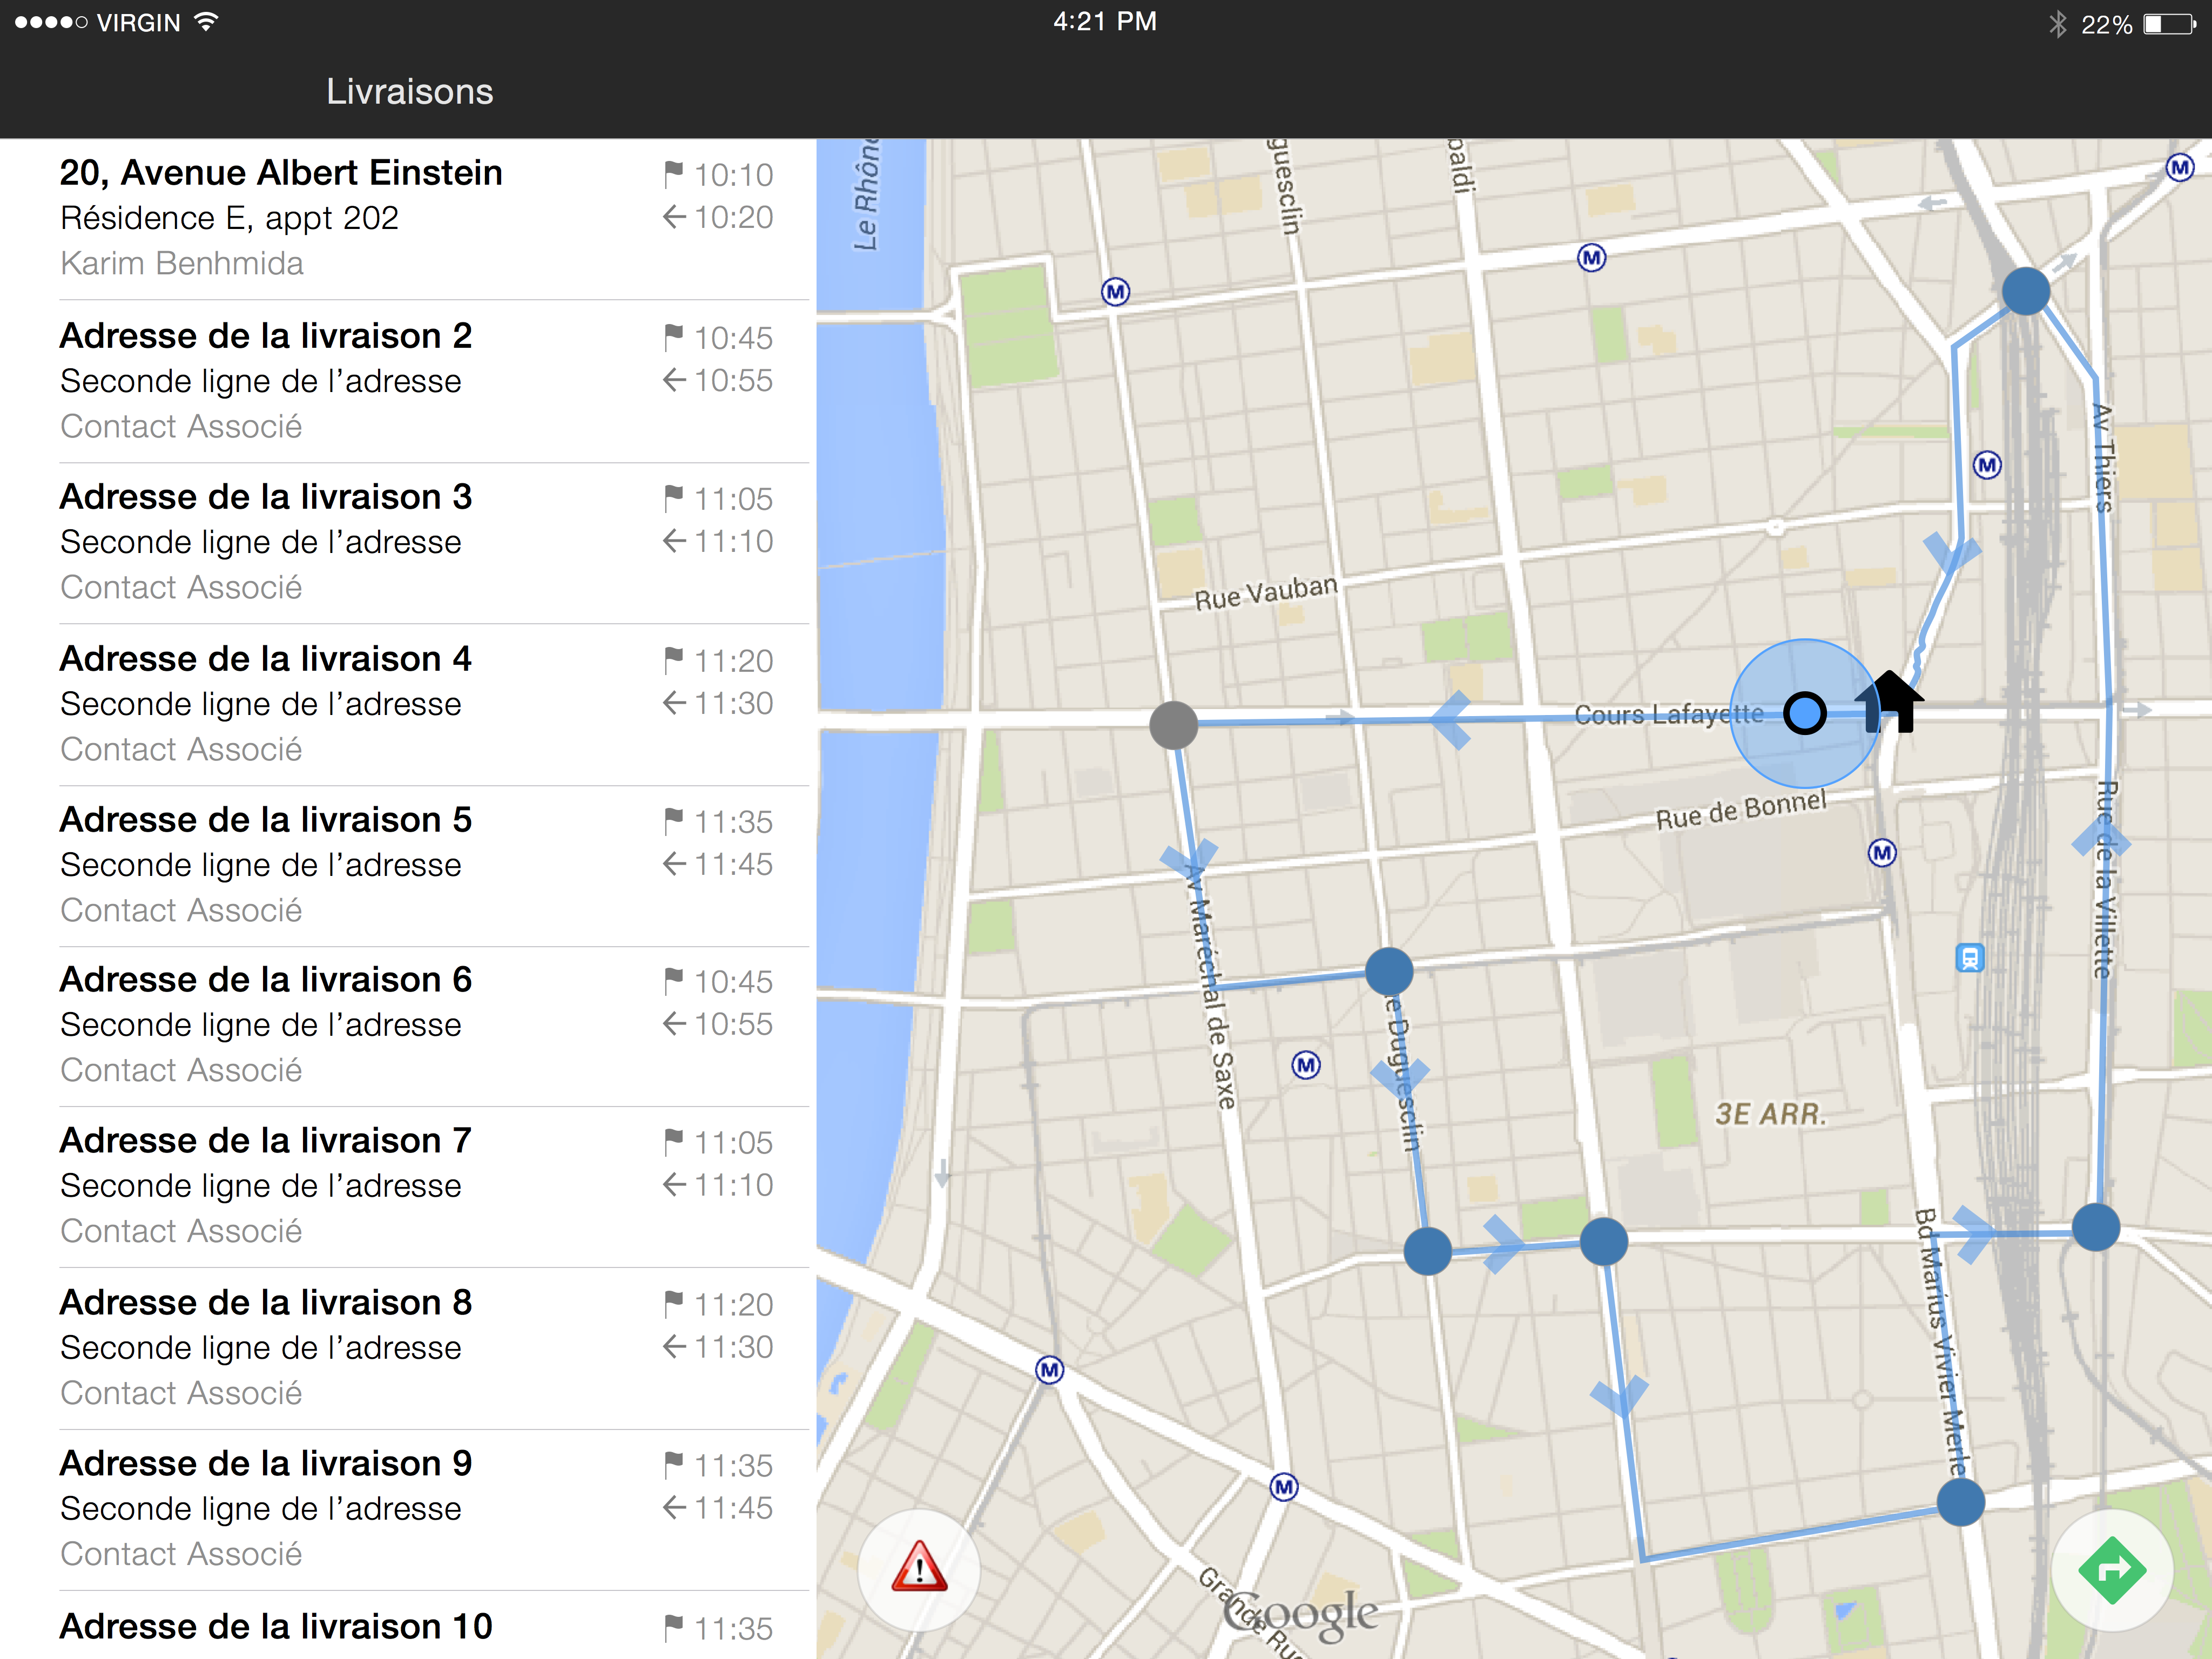 VIRGIN
4:21 PM
22%
Livraisons
20, Avenue Albert Einstein
10:10
Résidence E, appt 202
10:20
Karim Benhmida
Adresse de la livraison 2
10:45
Seconde ligne de l’adresse
10:55
Contact Associé
Adresse de la livraison 3
11:05
Seconde ligne de l’adresse
11:10
Contact Associé
Adresse de la livraison 4
11:20
Seconde ligne de l’adresse
11:30
Contact Associé
Adresse de la livraison 5
11:35
Seconde ligne de l’adresse
11:45
Contact Associé
Adresse de la livraison 6
10:45
Seconde ligne de l’adresse
10:55
Contact Associé
Adresse de la livraison 7
11:05
Seconde ligne de l’adresse
11:10
Contact Associé
Adresse de la livraison 8
11:20
Seconde ligne de l’adresse
11:30
Contact Associé
Adresse de la livraison 9
11:35
Seconde ligne de l’adresse
11:45
Contact Associé
Adresse de la livraison 10
11:35
Le Rhône
guesclin
baldi
M
M
M
M
Av Thiers
Rue Vauban
Cours Lafayette
Rue de Bonnel
M
Rue de la Villette
Av Maréchal de Saxe
le Duguesclin
M
3E ARR.
Bd Marius Vivier Merle
M
M
Grande Rue
Google